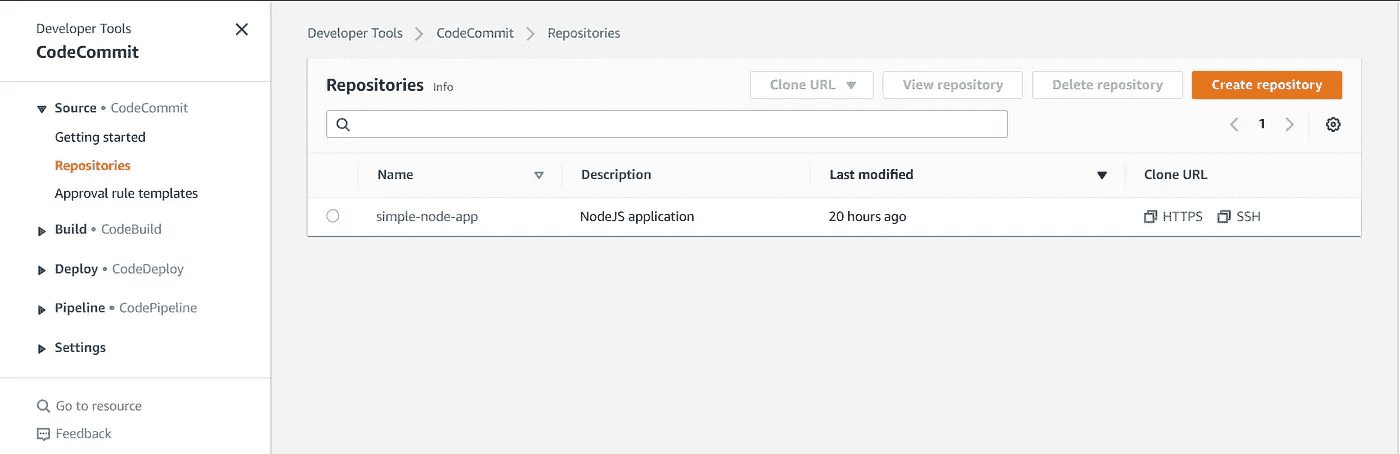 Developer Tools
CodeCommit
Source • CodeCommit
Getting started
Repositories
Approval rule templates
Build • CodeBuild
Deploy • CodeDeploy
Pipeline • CodePipeline
Settings
Go to resource
Feedback
Developer Tools CodeCommit Repositories
Repositories Info Clone URL View repository Delete repository Create repository
1
Name Description Last modified Clone URL
simple-node-app NodeJS application 20 hours ago HTTPS SSH